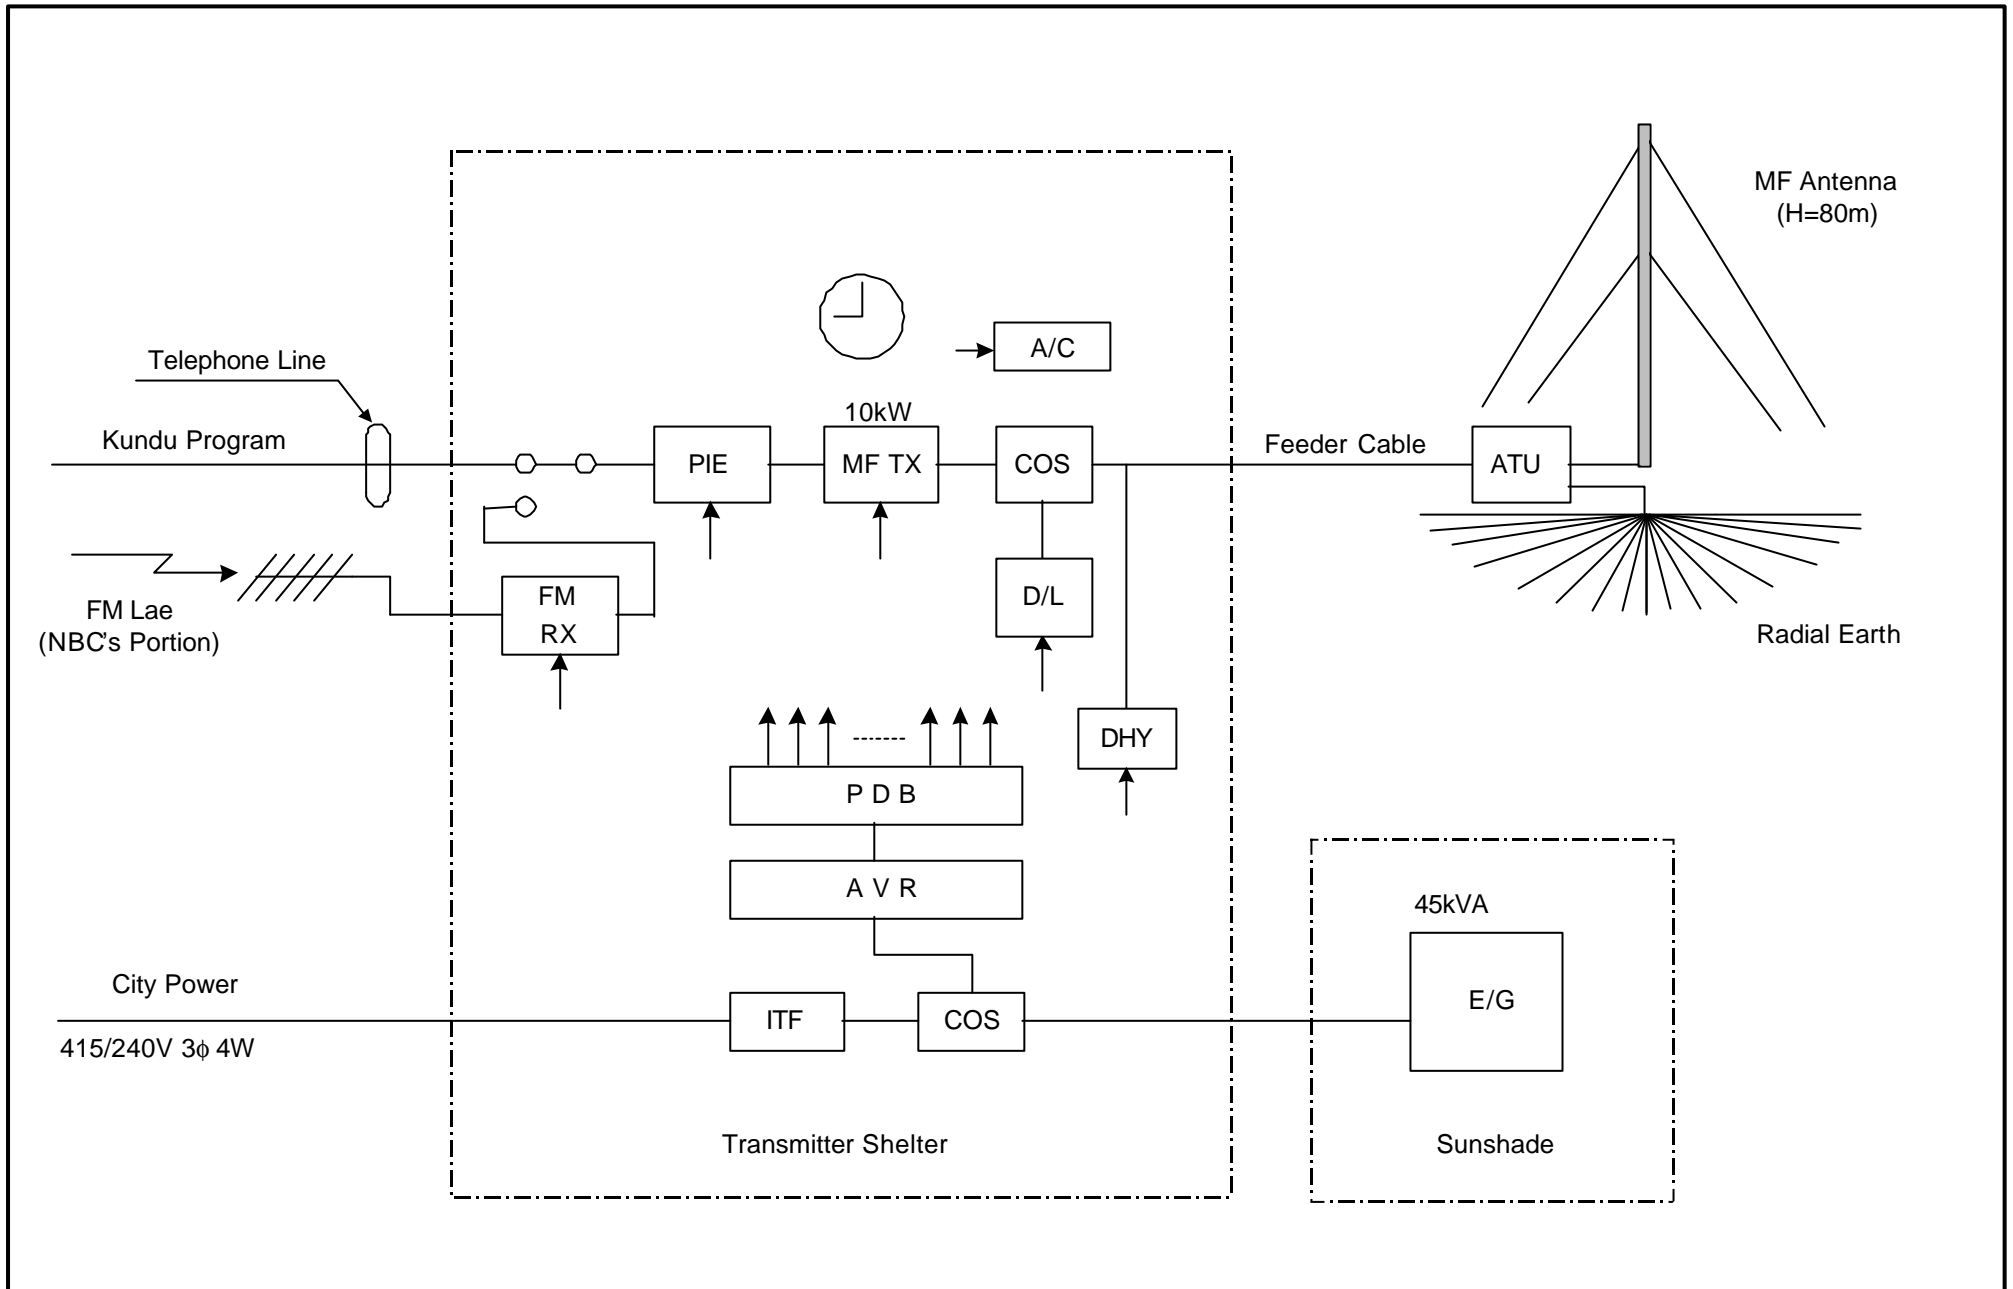 MF Antenna
(H=80m)
A/C
Telephone Line
10kW
Kundu Program
PIE
MF TX
COS
Feeder Cable
ATU
FM
RX
D/L
FM Lae
(NBC's Portion)
Radial Earth
DHY
P D B
A V R
45kVA
City Power
E/G
ITF
COS
415/240V 3φ 4W
Transmitter Shelter
Sunshade